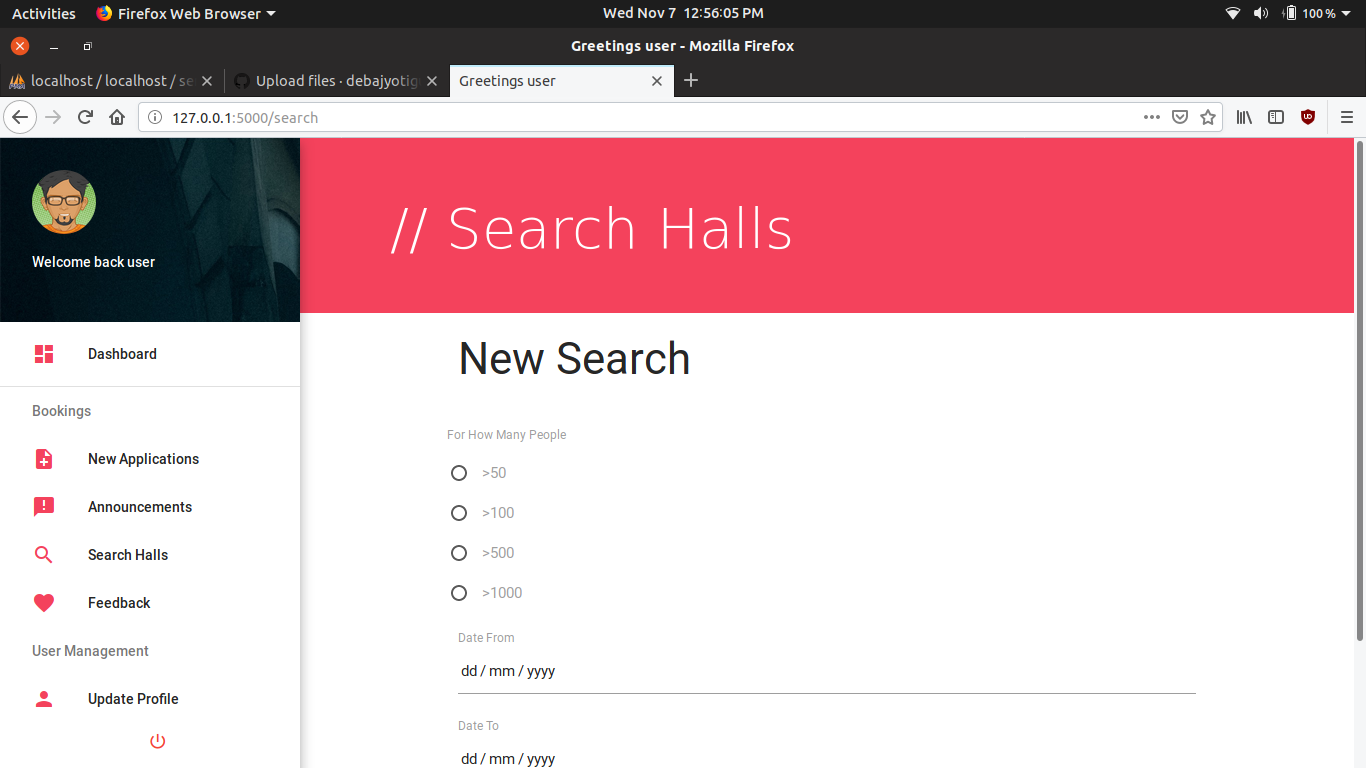 Activities Firefox Web Browser Wed Nov 7 12:56:05 PM 100 %
Greetings user - Mozilla Firefox
localhost / localhost / se Upload files · debajyotig Greetings user
127.0.0.1:5000/search
// Search Halls
Welcome back user
New Search
Dashboard
Bookings
For How Many People
New Applications
>50
Announcements
>100
Search Halls
>500
Feedback
>1000
User Management
Date From
Update Profile
dd / mm / yyyy
Date To
dd / mm / yyyy